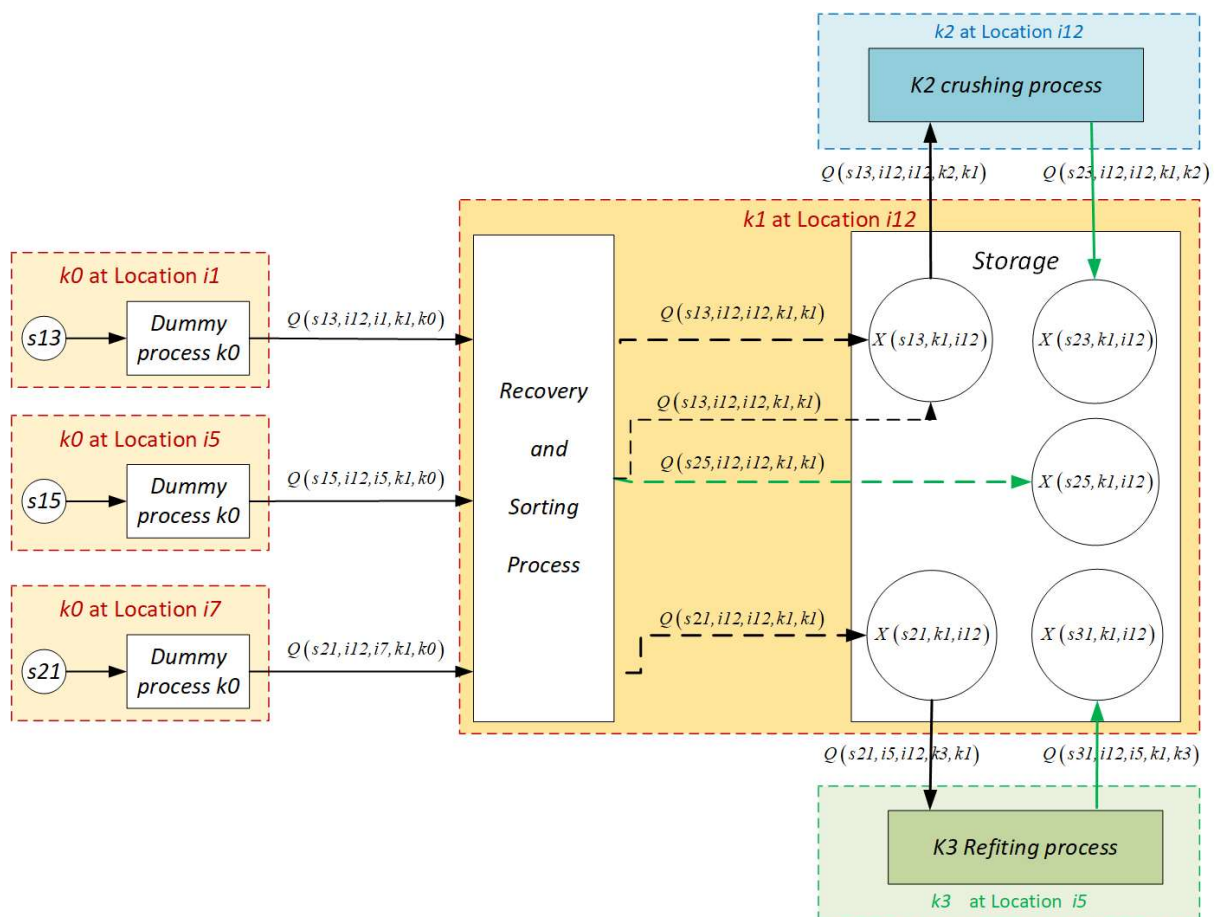 k2 at Location i12
K2 crushing process
Q(s13,i12,i12,k2,k1)
Q(s23,i12,i12,k1,k2)
k1 at Location i12
Storage
k0 at Location i1
s13
Dummy
process k0
Q(s13,i12,i1,k1,k0)
Q(s13,i12,i12,k1,k1)
X(s13,k1,i12)
X(s23,k1,i12)
Recovery
and
Sorting
Process
Q(s13,i12,i12,k1,k1)
k0 at Location i5
s15
Dummy
process k0
Q(s15,i12,i5,k1,k0)
Q(s25,i12,i12,k1,k1)
X(s25,k1,i12)
k0 at Location i7
s21
Dummy
process k0
Q(s21,i12,i7,k1,k0)
Q(s21,i12,i12,k1,k1)
X(s21,k1,i12)
X(s31,k1,i12)
Q(s21,i5,i12,k3,k1)
Q(s31,i12,i5,k1,k3)
K3 Refiting process
k3 at Location i5